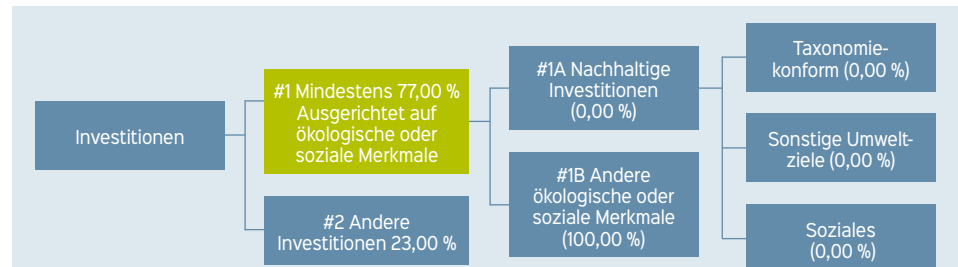 Investitionen
#1 Mindestens 77,00 %
Ausgerichtet auf
ökologische oder
soziale Merkmale
#2 Andere
Investitionen 23,00 %
#1A Nachhaltige
Investitionen
(0,00 %)
#1B Andere
ökologische oder
soziale Merkmale
(100,00 %)
Taxonomie-
konform (0,00 %)
Sonstige Umwelt-
ziele (0,00 %)
Soziales
(0,00 %)